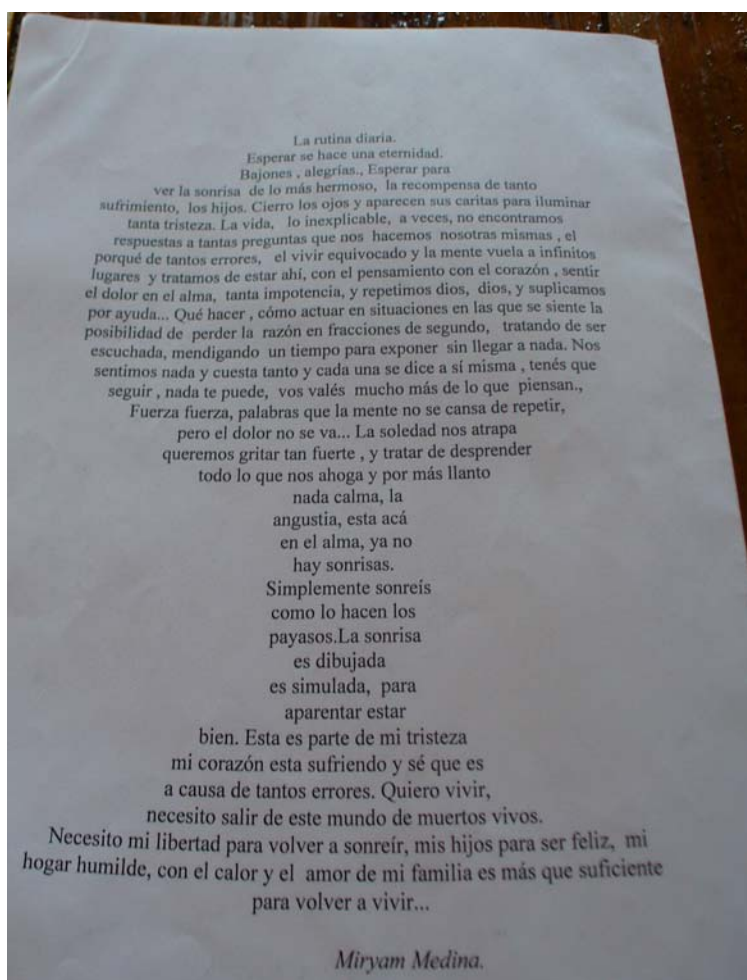 La rutina diaria.
Esperar se hace una eternidad.
Bajones , alegrías., Esperar para
ver la sonrisa de lo más hermoso, la recompensa de tanto
sufrimiento, los hijos. Cierro los ojos y aparecen sus caritas para iluminar
tanta tristeza. La vida, lo inexplicable, a veces, no encontramos
respuestas a tantas preguntas que nos hacemos nosotras mismas , el
porqué de tantos errores, el vivir equivocado y la mente vuela a infinitos
lugares y tratamos de estar ahí, con el pensamiento con el corazón , sentir
el dolor en el alma, tanta impotencia, y repetimos dios, dios, y suplicamos
por ayuda... Qué hacer , cómo actuar en situaciones en las que se siente la
posibilidad de perder la razón en fracciones de segundo, tratando de ser
escuchada, mendigando un tiempo para exponer sin llegar a nada. Nos
sentimos nada y cuesta tanto y cada una se dice a sí misma , tenés que
seguir , nada te puede, vos valés mucho más de lo que piensan.,
Fuerza fuerza, palabras que la mente no se cansa de repetir,
pero el dolor no se va... La soledad nos atrapa
queremos gritar tan fuerte , y tratar de desprender
todo lo que nos ahoga y por más llanto
nada calma, la
angustia, esta acá
en el alma, ya no
hay sonrisas.
Simplemente sonreís
como lo hacen los
payasos.La sonrisa
es dibujada
es simulada, para
aparentar estar
bien. Esta es parte de mi tristeza
mi corazón esta sufriendo y sé que es
a causa de tantos errores. Quiero vivir,
necesito salir de este mundo de muertos vivos.
Necesito mi libertad para volver a sonreír, mis hijos para ser feliz, mi
hogar humilde, con el calor y el amor de mi familia es más que suficiente
para volver a vivir...
Miryam Medina.